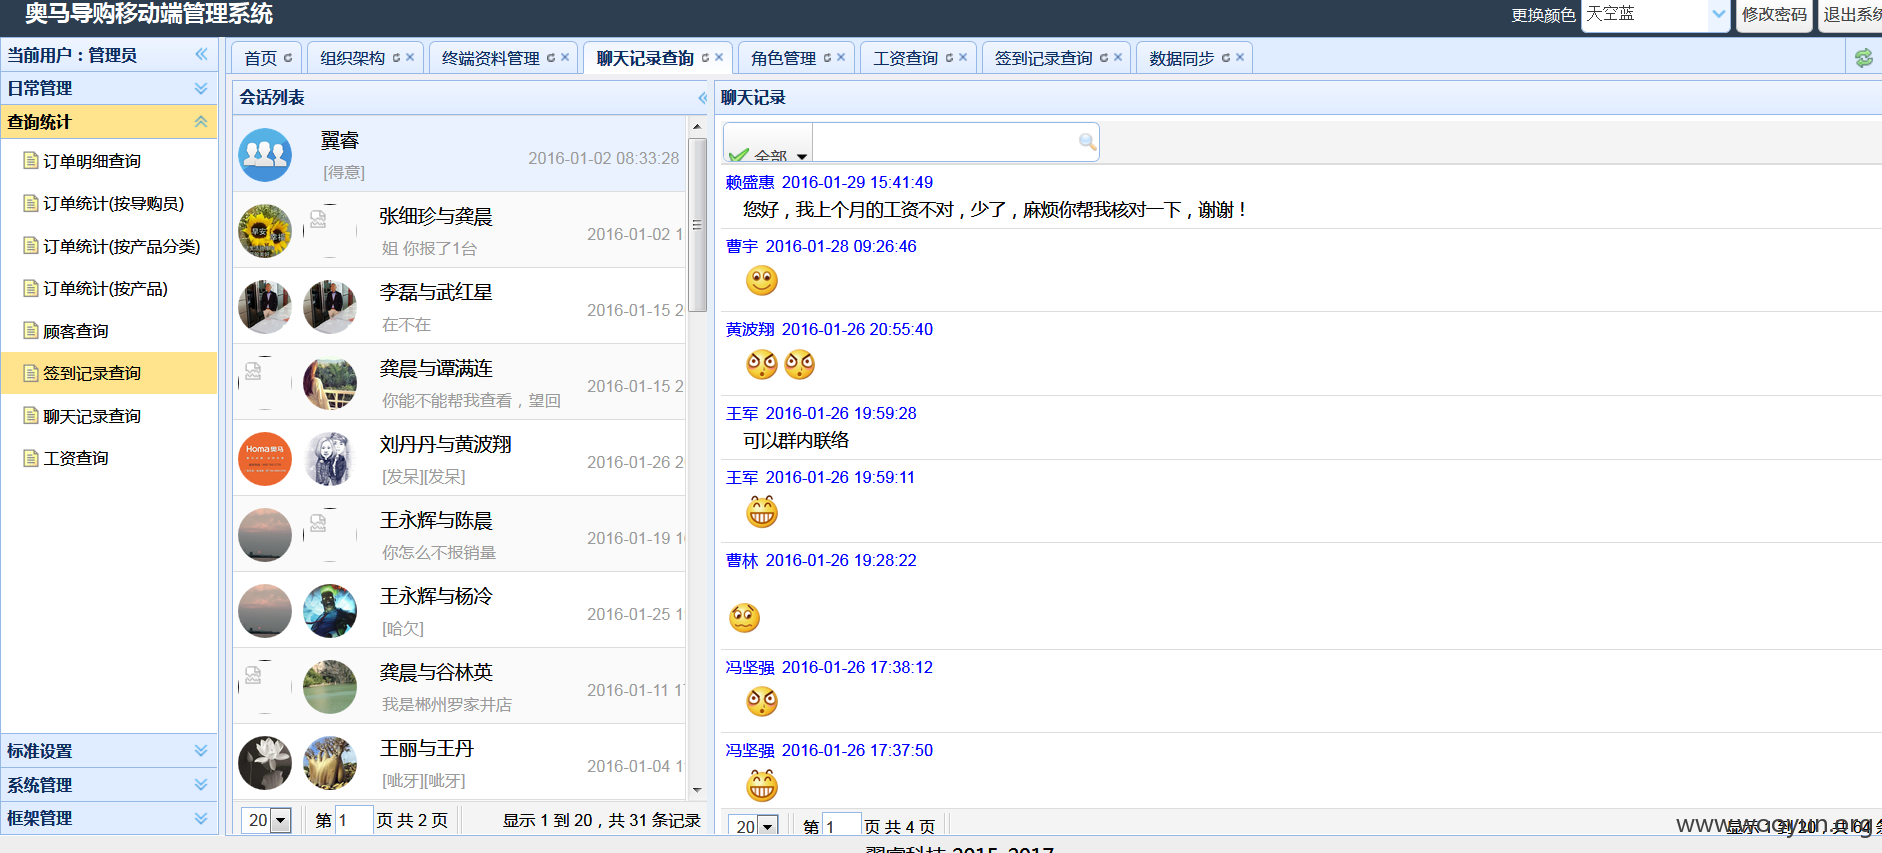 奥马导购移动端管理系统
更换颜色 天空蓝 修改密码 退出系统
当前用户：管理员
首页 组织架构 终端资料管理 聊天记录查询 角色管理 工资查询 签到记录查询 数据同步
日常管理
查询统计
订单明细查询
订单统计(按导购员)
订单统计(按产品分类)
订单统计(按产品)
顾客查询
签到记录查询
聊天记录查询
工资查询
标准设置
系统管理
框架管理
会话列表
翼睿
[得意]
2016-01-02 08:33:28
张细珍与龚晨
姐 你报了1台
2016-01-02 1
李磊与武红星
在不在
2016-01-15 2
龚晨与谭满连
你能不能帮我查看，望回
2016-01-15 2
刘丹丹与黄波翔
[发呆][发呆]
2016-01-26 2
王永辉与陈晨
你怎么不报销量
2016-01-19 1
王永辉与杨冷
[哈欠]
2016-01-25 1
龚晨与谷林英
我是郴州罗家井店
2016-01-11 1
王丽与王丹
[呲牙][呲牙]
2016-01-04 1
早安
Homa奥马
20 第 1 页 共 2 页 显示 1 到 20，共 31 条记录
聊天记录
全部
赖盛惠 2016-01-29 15:41:49
您好，我上个月的工资不对，少了，麻烦你帮我核对一下，谢谢！
曹宇 2016-01-28 09:26:46
黄波翔 2016-01-26 20:55:40
王军 2016-01-26 19:59:28
可以群内联络
王军 2016-01-26 19:59:11
曹林 2016-01-26 19:28:22
冯坚强 2016-01-26 17:38:12
冯坚强 2016-01-26 17:37:50
20 第 1 页 共 4 页 显示 1 到 20，共 64 条
www.wooyun.org
翼睿科技 2015-2017